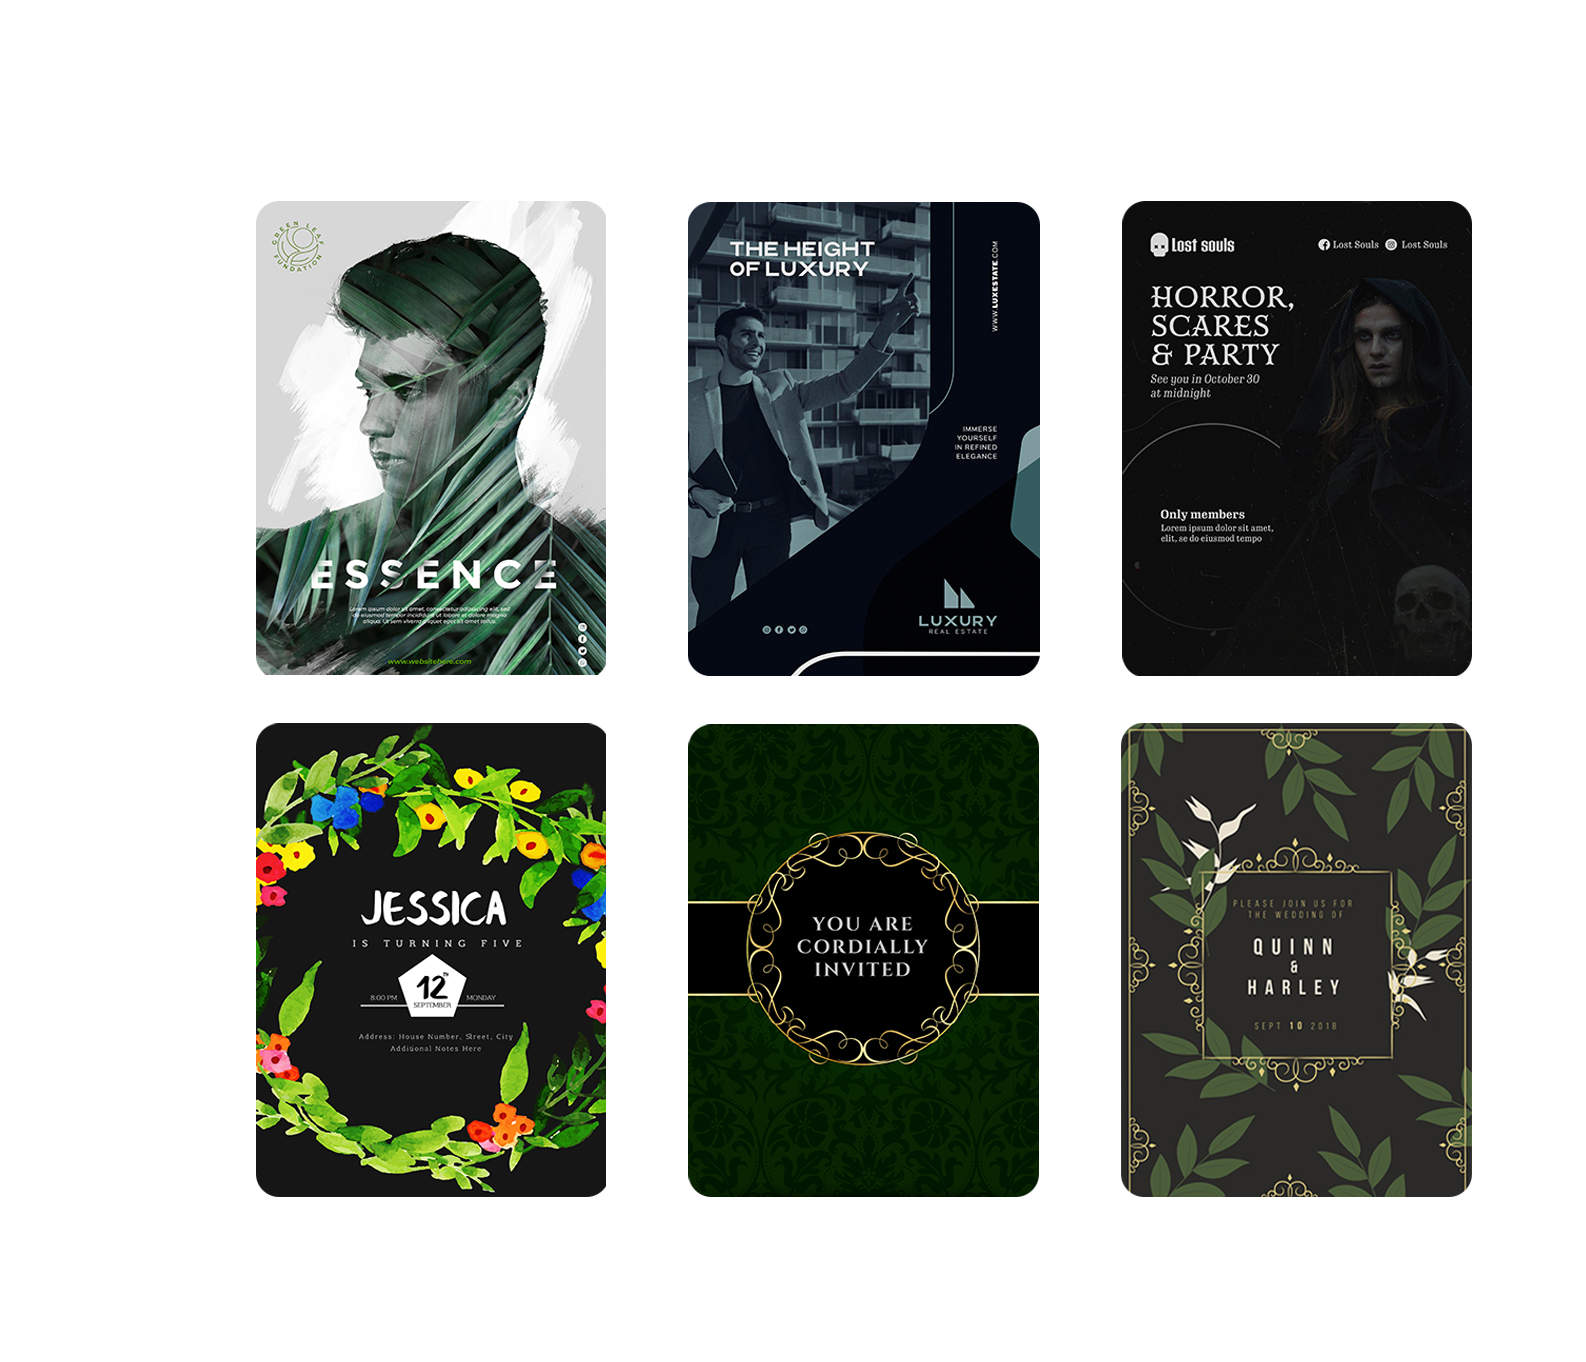 GREEN LEAF
FUNDATION
ESSENCE
Lorem ipsum dolor sit amet, consectetur adipiscing elit, sed
do eiusmod tempor incididunt ut labore et dolore magna
aliqua. Ut sem viverra aliquet eget sit amet tellus.
www.websitehere.com
THE HEIGHT
OF LUXURY
WWW.LUXESTATE.COM
IMMERSE
YOURSELF
IN REFINED
ELEGANCE
LUXURY
REAL ESTATE
Lost souls
Lost Souls
Lost Souls
HORROR,
SCARES
& PARTY
See you in October 30
at midnight
Only members
Lorem ipsum dolor sit amet,
elit, se do eiusmod tempo
JESSICA
IS TURNING FIVE
12TH
8:00 PM
SEPTEMBER
MONDAY
Address: House Number, Street, City
Additional Notes Here
YOU ARE
CORDIALLY
INVITED
PLEASE JOIN US FOR
THE WEDDING OF
QUINN
&
HARLEY
SEPT 10 2018